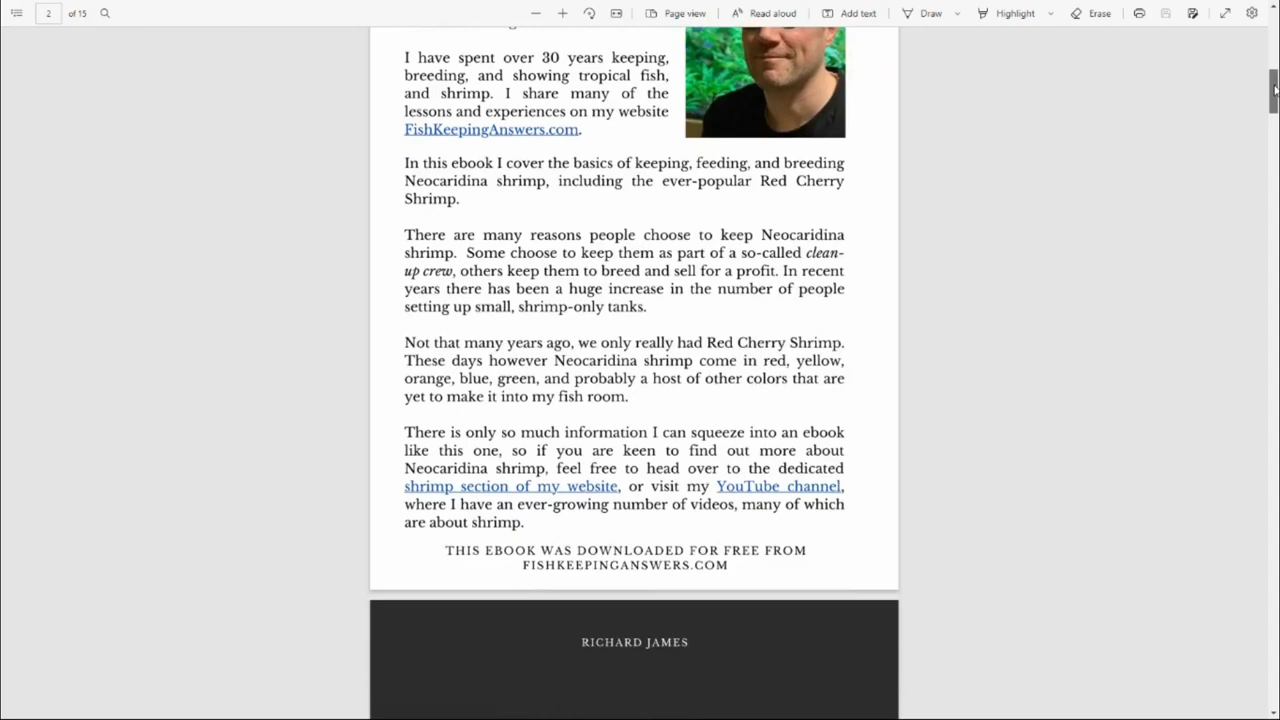 2 of 15
Page view
Read aloud
Add text
Draw
Highlight
Erase
I have spent over 30 years keeping,
breeding, and showing tropical fish,
and shrimp. I share many of the
lessons and experiences on my website
FishKeepingAnswers.com.
In this ebook I cover the basics of keeping, feeding, and breeding
Neocaridina shrimp, including the ever-popular Red Cherry
Shrimp.
There are many reasons people choose to keep Neocaridina
shrimp. Some choose to keep them as part of a so-called clean-
up crew, others keep them to breed and sell for a profit. In recent
years there has been a huge increase in the number of people
setting up small, shrimp-only tanks.
Not that many years ago, we only really had Red Cherry Shrimp.
These days however Neocaridina shrimp come in red, yellow,
orange, blue, green, and probably a host of other colors that are
yet to make it into my fish room.
There is only so much information I can squeeze into an ebook
like this one, so if you are keen to find out more about
Neocaridina shrimp, feel free to head over to the dedicated
shrimp section of my website, or visit my YouTube channel,
where I have an ever-growing number of videos, many of which
are about shrimp.
THIS EBOOK WAS DOWNLOADED FOR FREE FROM
FISHKEEPINGANSWERS.COM
RICHARD JAMES